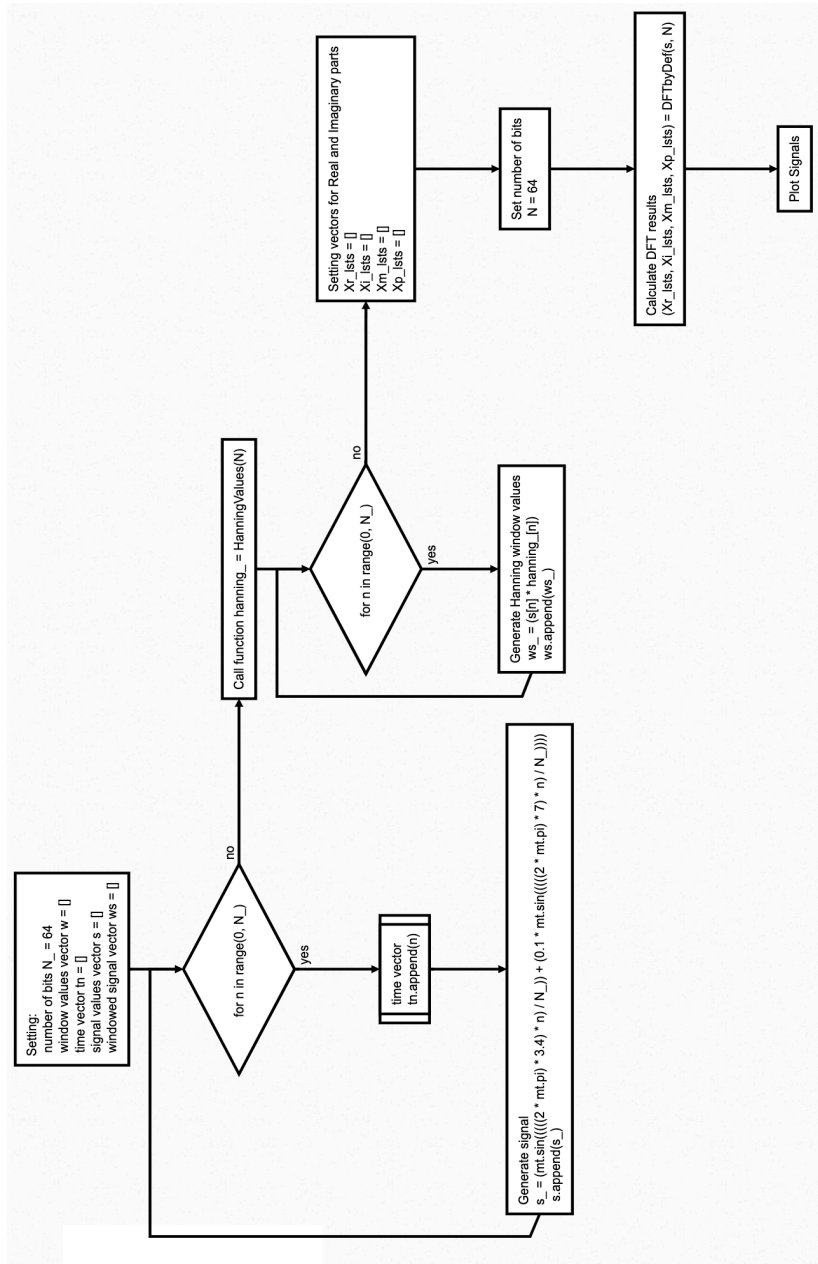 Setting:
number of bits N_ = 64
window values vector w = []
time vector tn = []
signal values vector s = []
windowed signal vector ws = []
for n in range(0, N_)
yes
no
time vector
tn.append(n)
Generate signal
s_ = (mt.sin(((((2 * mt.pi) * 3.4) * n) / N_)) + (0.1 * mt.sin(((((2 * mt.pi) * 7) * n) / N_))))
s.append(s_)
Call function hanning_ = HanningValues(N)
for n in range(0, N_)
yes
no
Generate Hanning window values
ws_ = (s[n] * hanning_[n])
ws.append(ws_)
Setting vectors for Real and Imaginary parts
Xr_lsts = []
Xi_lsts = []
Xm_lsts = []
Xp_lsts = []
Set number of bits
N = 64
Calculate DFT results
(Xr_lsts, Xi_lsts, Xm_lsts, Xp_lsts) = DFTbyDef(s, N)
Plot Signals